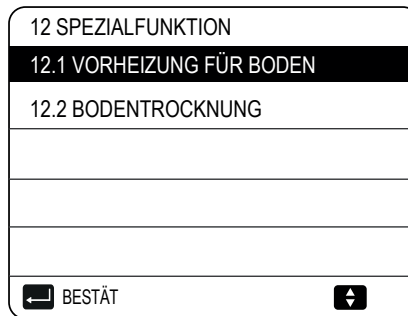 12 SPEZIALFUNKTION
12.1 VORHEIZUNG FÜR BODEN
12.2 BODENTROCKNUNG
BESTÄT